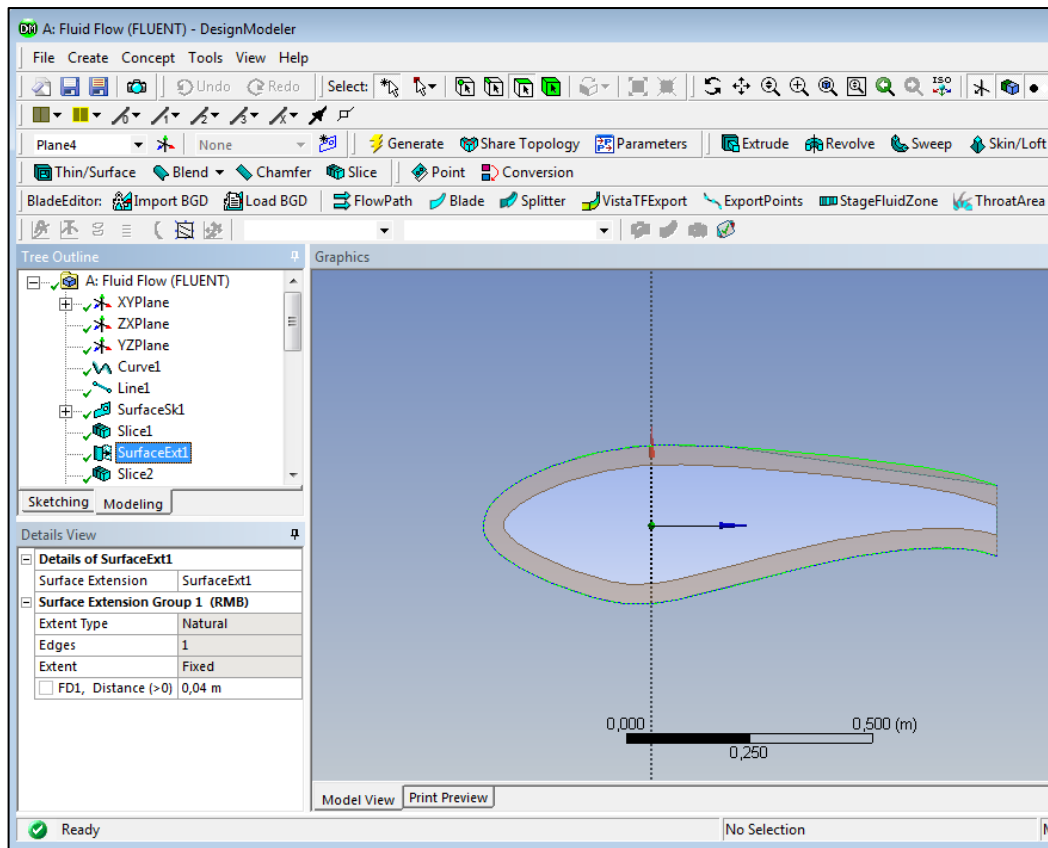 DM A: Fluid Flow (FLUENT) - DesignModeler
File Create Concept Tools View Help
Undo Redo Select: ISO
Plane4 None Generate Share Topology Parameters Extrude Revolve Sweep Skin/Loft
Thin/Surface Blend Chamfer Slice Point Conversion
BladeEditor: Import BGD Load BGD FlowPath Blade Splitter VistaTFExport ExportPoints StageFluidZone ThroatArea
Tree Outline
A: Fluid Flow (FLUENT)
XYPlane
ZXPlane
YZPlane
Curve1
Line1
SurfaceSk1
Slice1
SurfaceExt1
Slice2
Sketching Modeling
Details View
Details of SurfaceExt1
Surface Extension SurfaceExt1
Surface Extension Group 1 (RMB)
Extent Type Natural
Edges 1
Extent Fixed
FD1, Distance (>0) 0,04 m
Graphics
0,000 0,500 (m)
0,250
Model View Print Preview
Ready No Selection